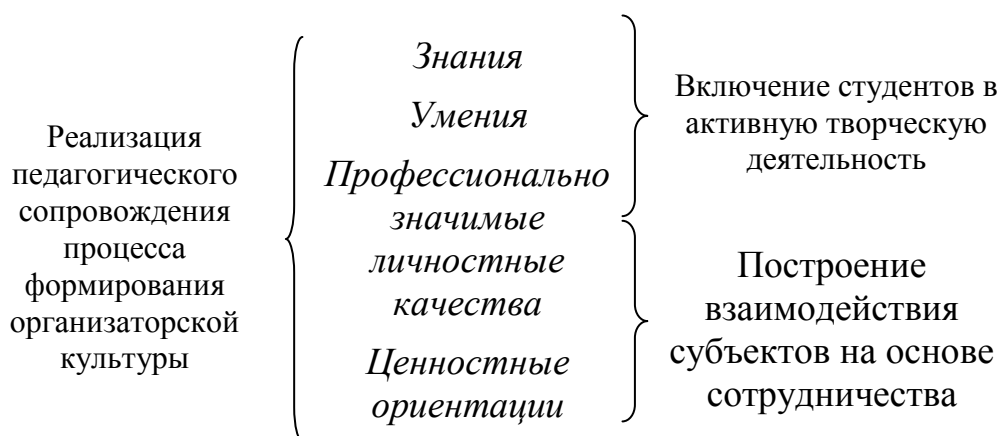 Реализация
педагогического
сопровождения
процесса
формирования
организаторской
культуры
Знания
Умения
Профессионально
значимые
личностные
качества
Ценностные
ориентации
Включение студентов в
активную творческую
деятельность
Построение
взаимодействия
субъектов на основе
сотрудничества